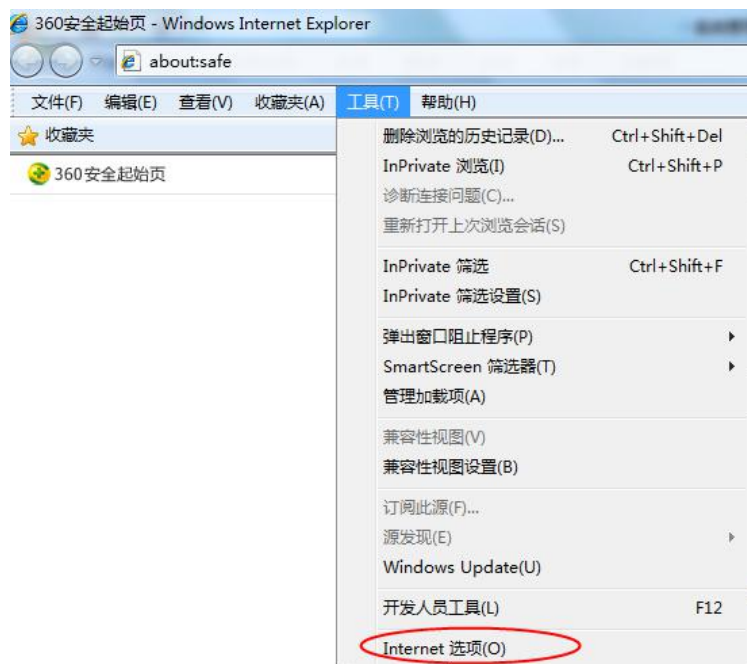 360安全起始页 - Windows Internet Explorer
about:safe
文件(F) 编辑(E) 查看(V) 收藏夹(A) 工具(T) 帮助(H)
收藏夹
360安全起始页
删除浏览的历史记录(D)... Ctrl+Shift+Del
InPrivate 浏览(I) Ctrl+Shift+P
诊断连接问题(C)...
重新打开上次浏览会话(S)
InPrivate 筛选 Ctrl+Shift+F
InPrivate 筛选设置(S)
弹出窗口阻止程序(P)
SmartScreen 筛选器(T)
管理加载项(A)
兼容性视图(V)
兼容性视图设置(B)
订阅此源(F)...
源发现(E)
Windows Update(U)
开发人员工具(L) F12
Internet 选项(O)